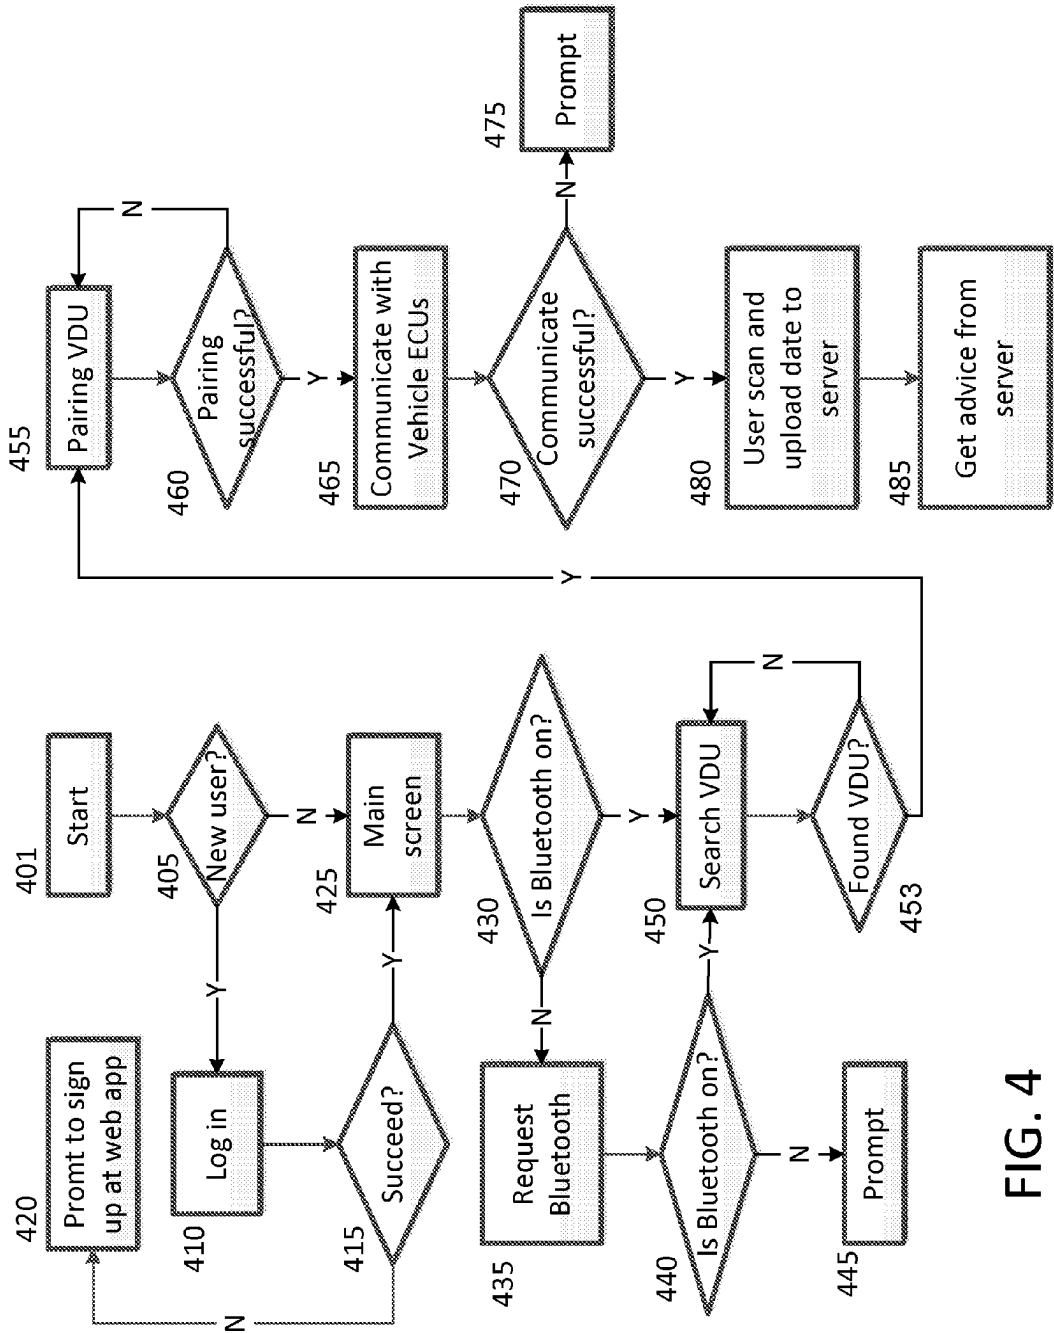 401
Start
405
New user?
Y
N
410
Log in
415
Succeed?
N
Y
420
Promt to sign
up at web app
425
Main
screen
430
Is Bluetooth on?
N
Y
435
Request
Bluetooth
440
Is Bluetooth on?
Y
N
445
Prompt
450
Search VDU
453
Found VDU?
N
Y
455
Pairing VDU
460
Pairing
successful?
N
Y
465
Communicate with
Vehicle ECUs
470
Communicate
successful?
N
Y
475
Prompt
480
User scan and
upload date to
server
485
Get advice from
server
FIG. 4